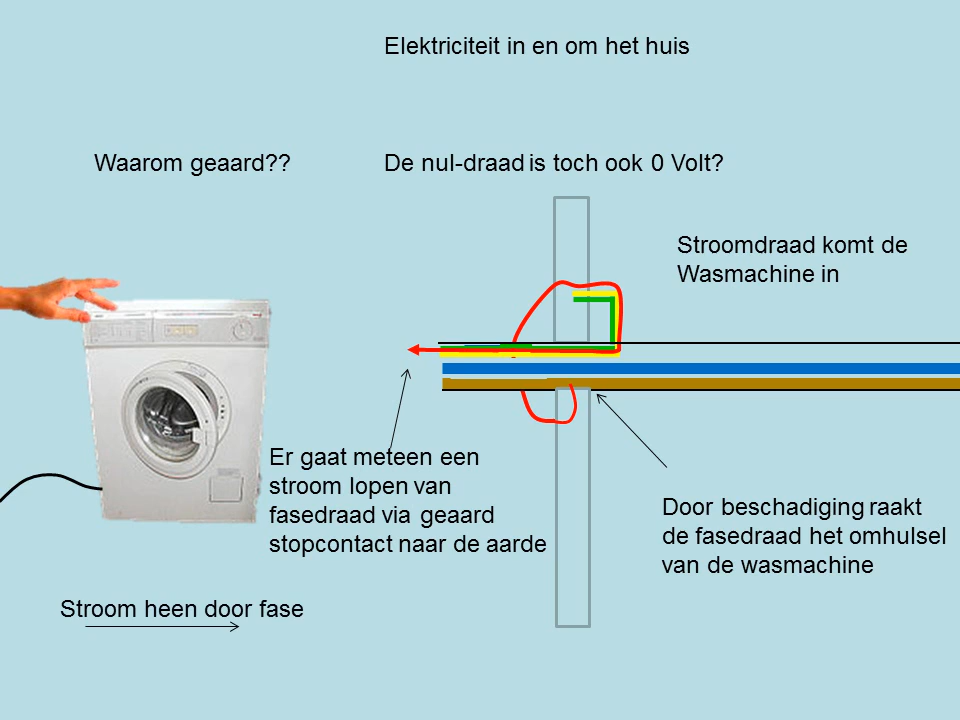 Elektriciteit in en om het huis
Waarom geaard??
De nul-draad is toch ook 0 Volt?
Stroomdraad komt de
Wasmachine in
Er gaat meteen een
stroom lopen van
fasedraad via geaard
stopcontact naar de aarde
Door beschadiging raakt
de fasedraad het omhulsel
van de wasmachine
Stroom heen door fase